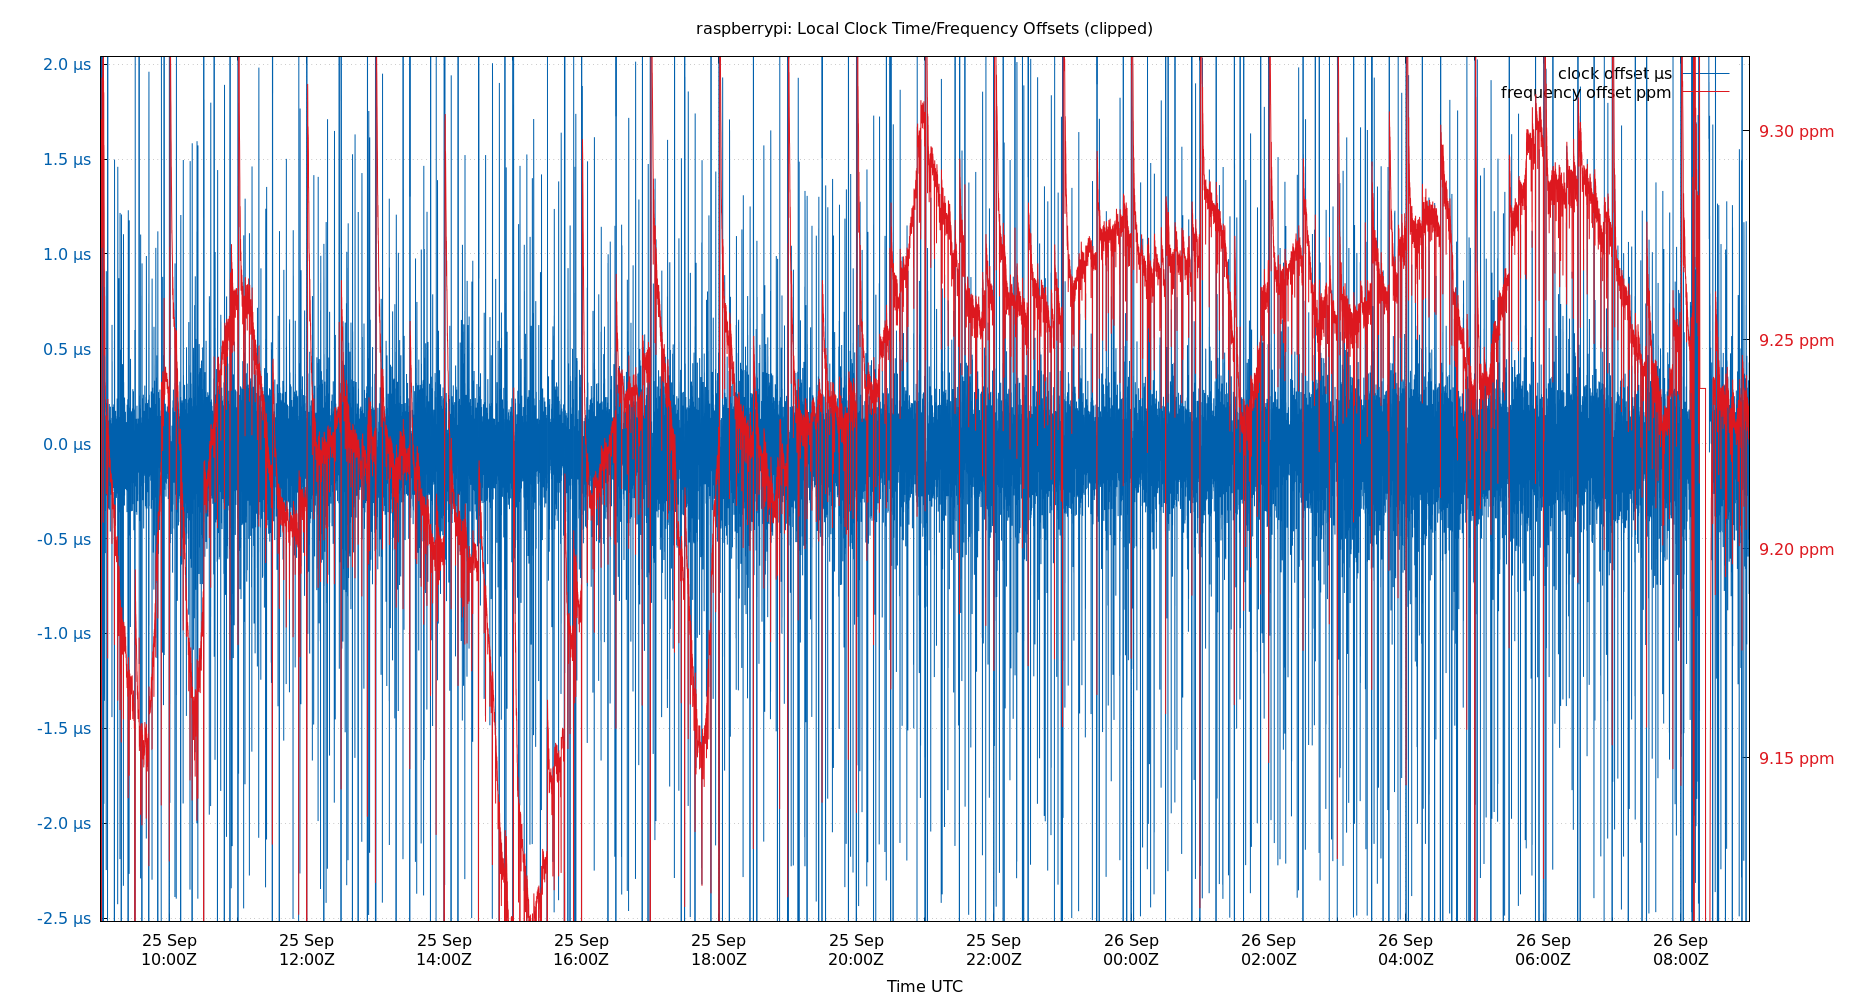 raspberrypi: Local Clock Time/Frequency Offsets (clipped)
2.0 µs
1.5 µs
1.0 µs
0.5 µs
0.0 µs
-0.5 µs
-1.0 µs
-1.5 µs
-2.0 µs
-2.5 µs
clock offset µs
frequency offset ppm
9.30 ppm
9.25 ppm
9.20 ppm
9.15 ppm
25 Sep 25 Sep 25 Sep 25 Sep 25 Sep 25 Sep 25 Sep 26 Sep 26 Sep 26 Sep 26 Sep 26 Sep
10:00Z 12:00Z 14:00Z 16:00Z 18:00Z 20:00Z 22:00Z 00:00Z 02:00Z 04:00Z 06:00Z 08:00Z
Time UTC